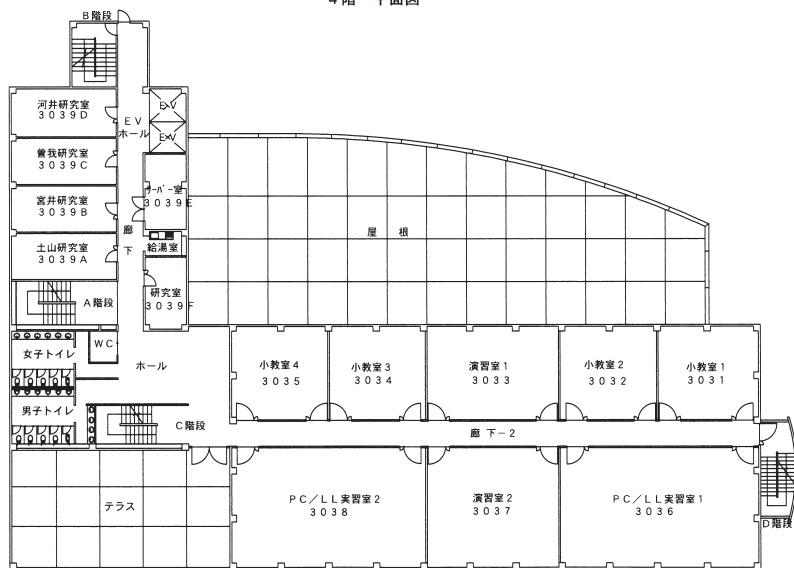 4階 平面図
B階段
河井研究室
3039D
EV
ホール
EV
EV
曽我研究室
3039C
宮井研究室
3039B
サーバー室
3039E
廊
下
土山研究室
3039A
給湯室
屋 根
A階段
研究室
3039F
WC
女子トイレ
ホール
小教室4
3035
小教室3
3034
演習室1
3033
小教室2
3032
小教室1
3031
男子トイレ
C階段
廊下-2
テラス
PC/LL実習室2
3038
演習室2
3037
PC/LL実習室1
3036
D階段